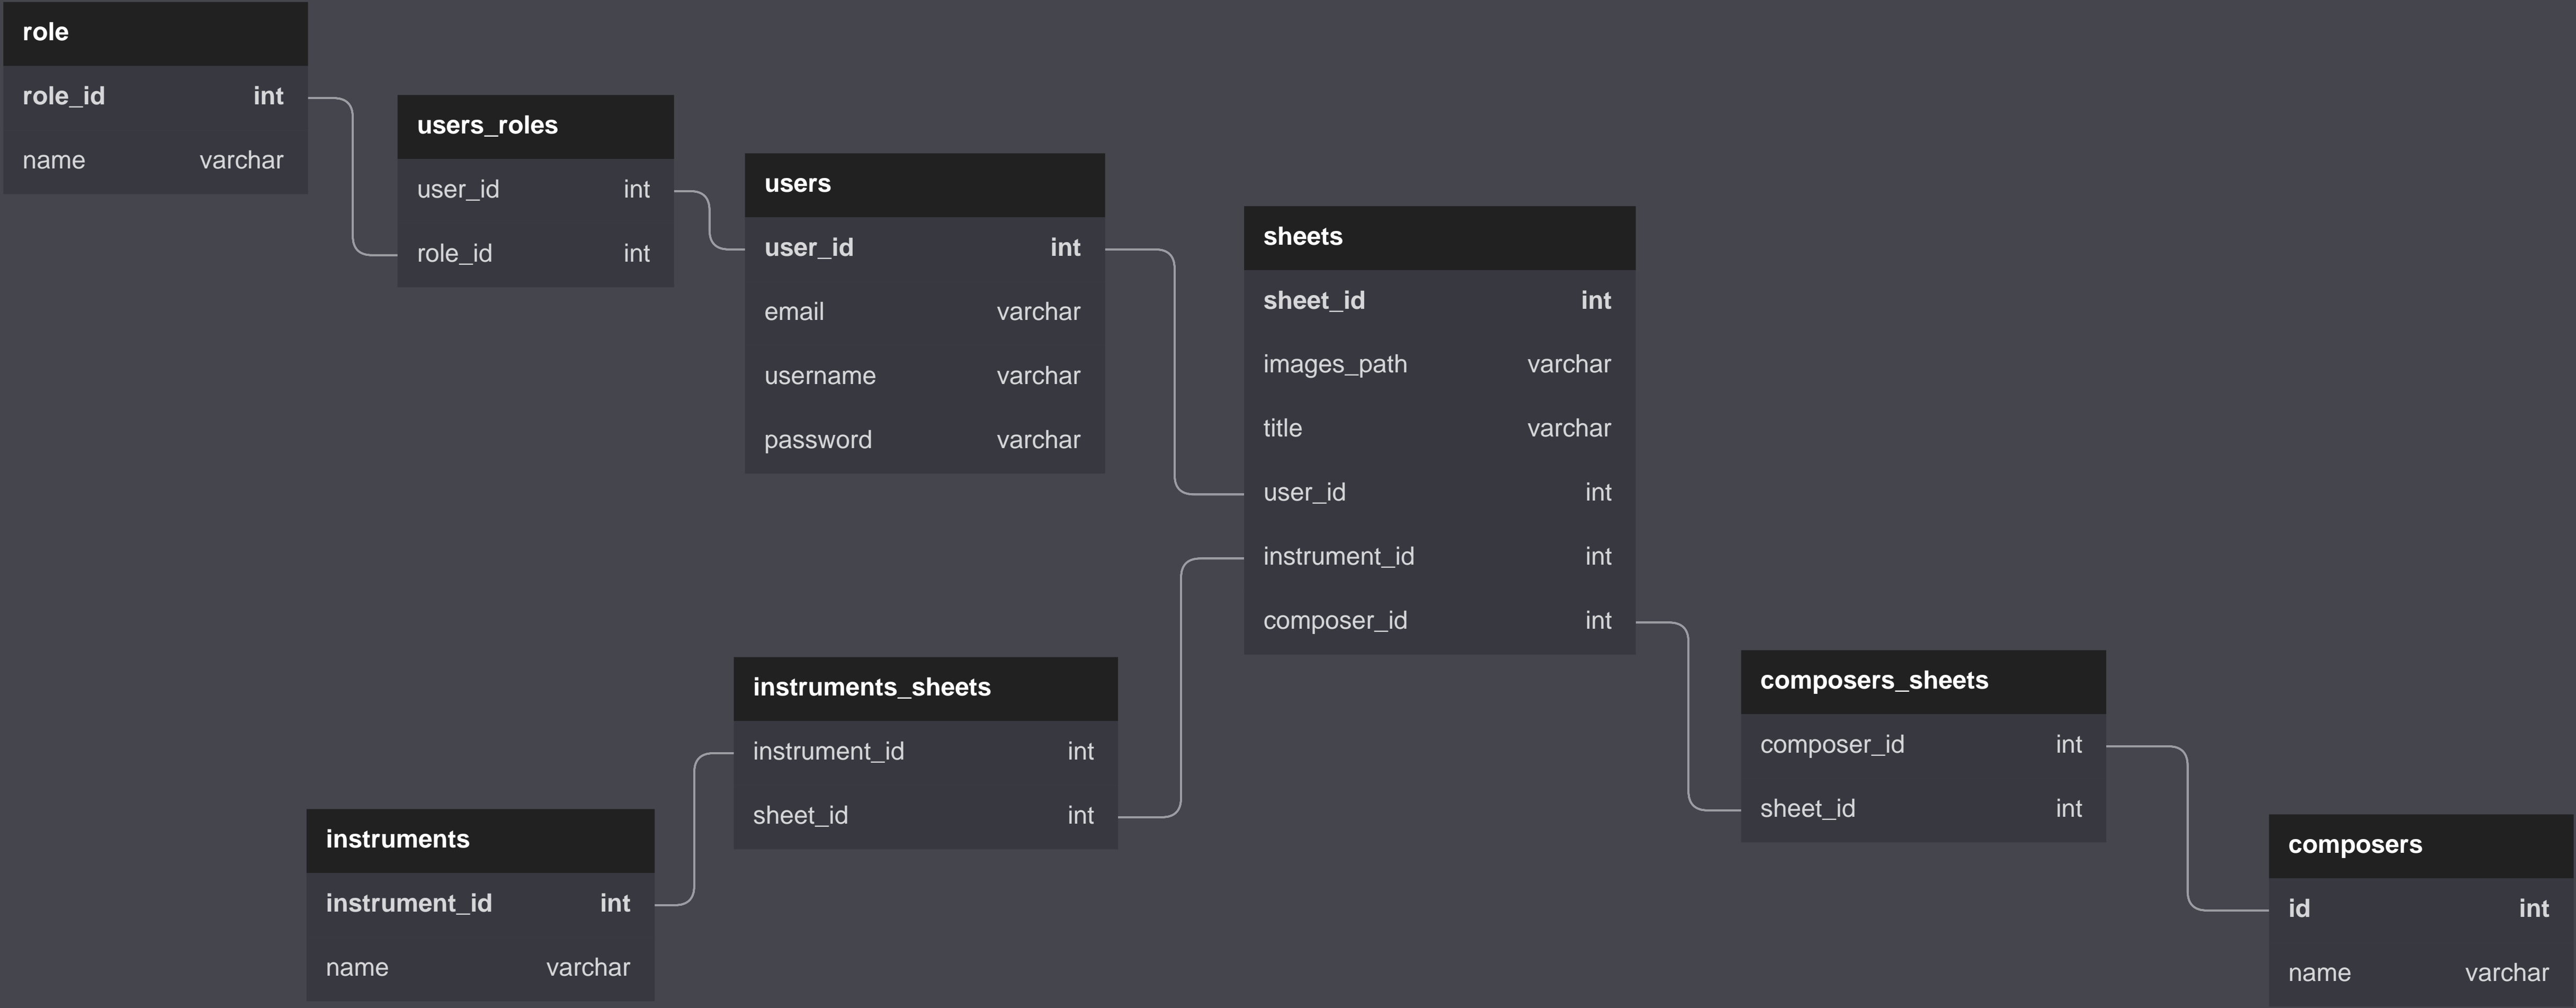 role
role_id int
name varchar
users_roles
user_id int
role_id int
users
user_id int
email varchar
username varchar
password varchar
sheets
sheet_id int
images_path varchar
title varchar
user_id int
instrument_id int
composer_id int
instruments_sheets
instrument_id int
sheet_id int
instruments
instrument_id int
name varchar
composers_sheets
composer_id int
sheet_id int
composers
id int
name varchar